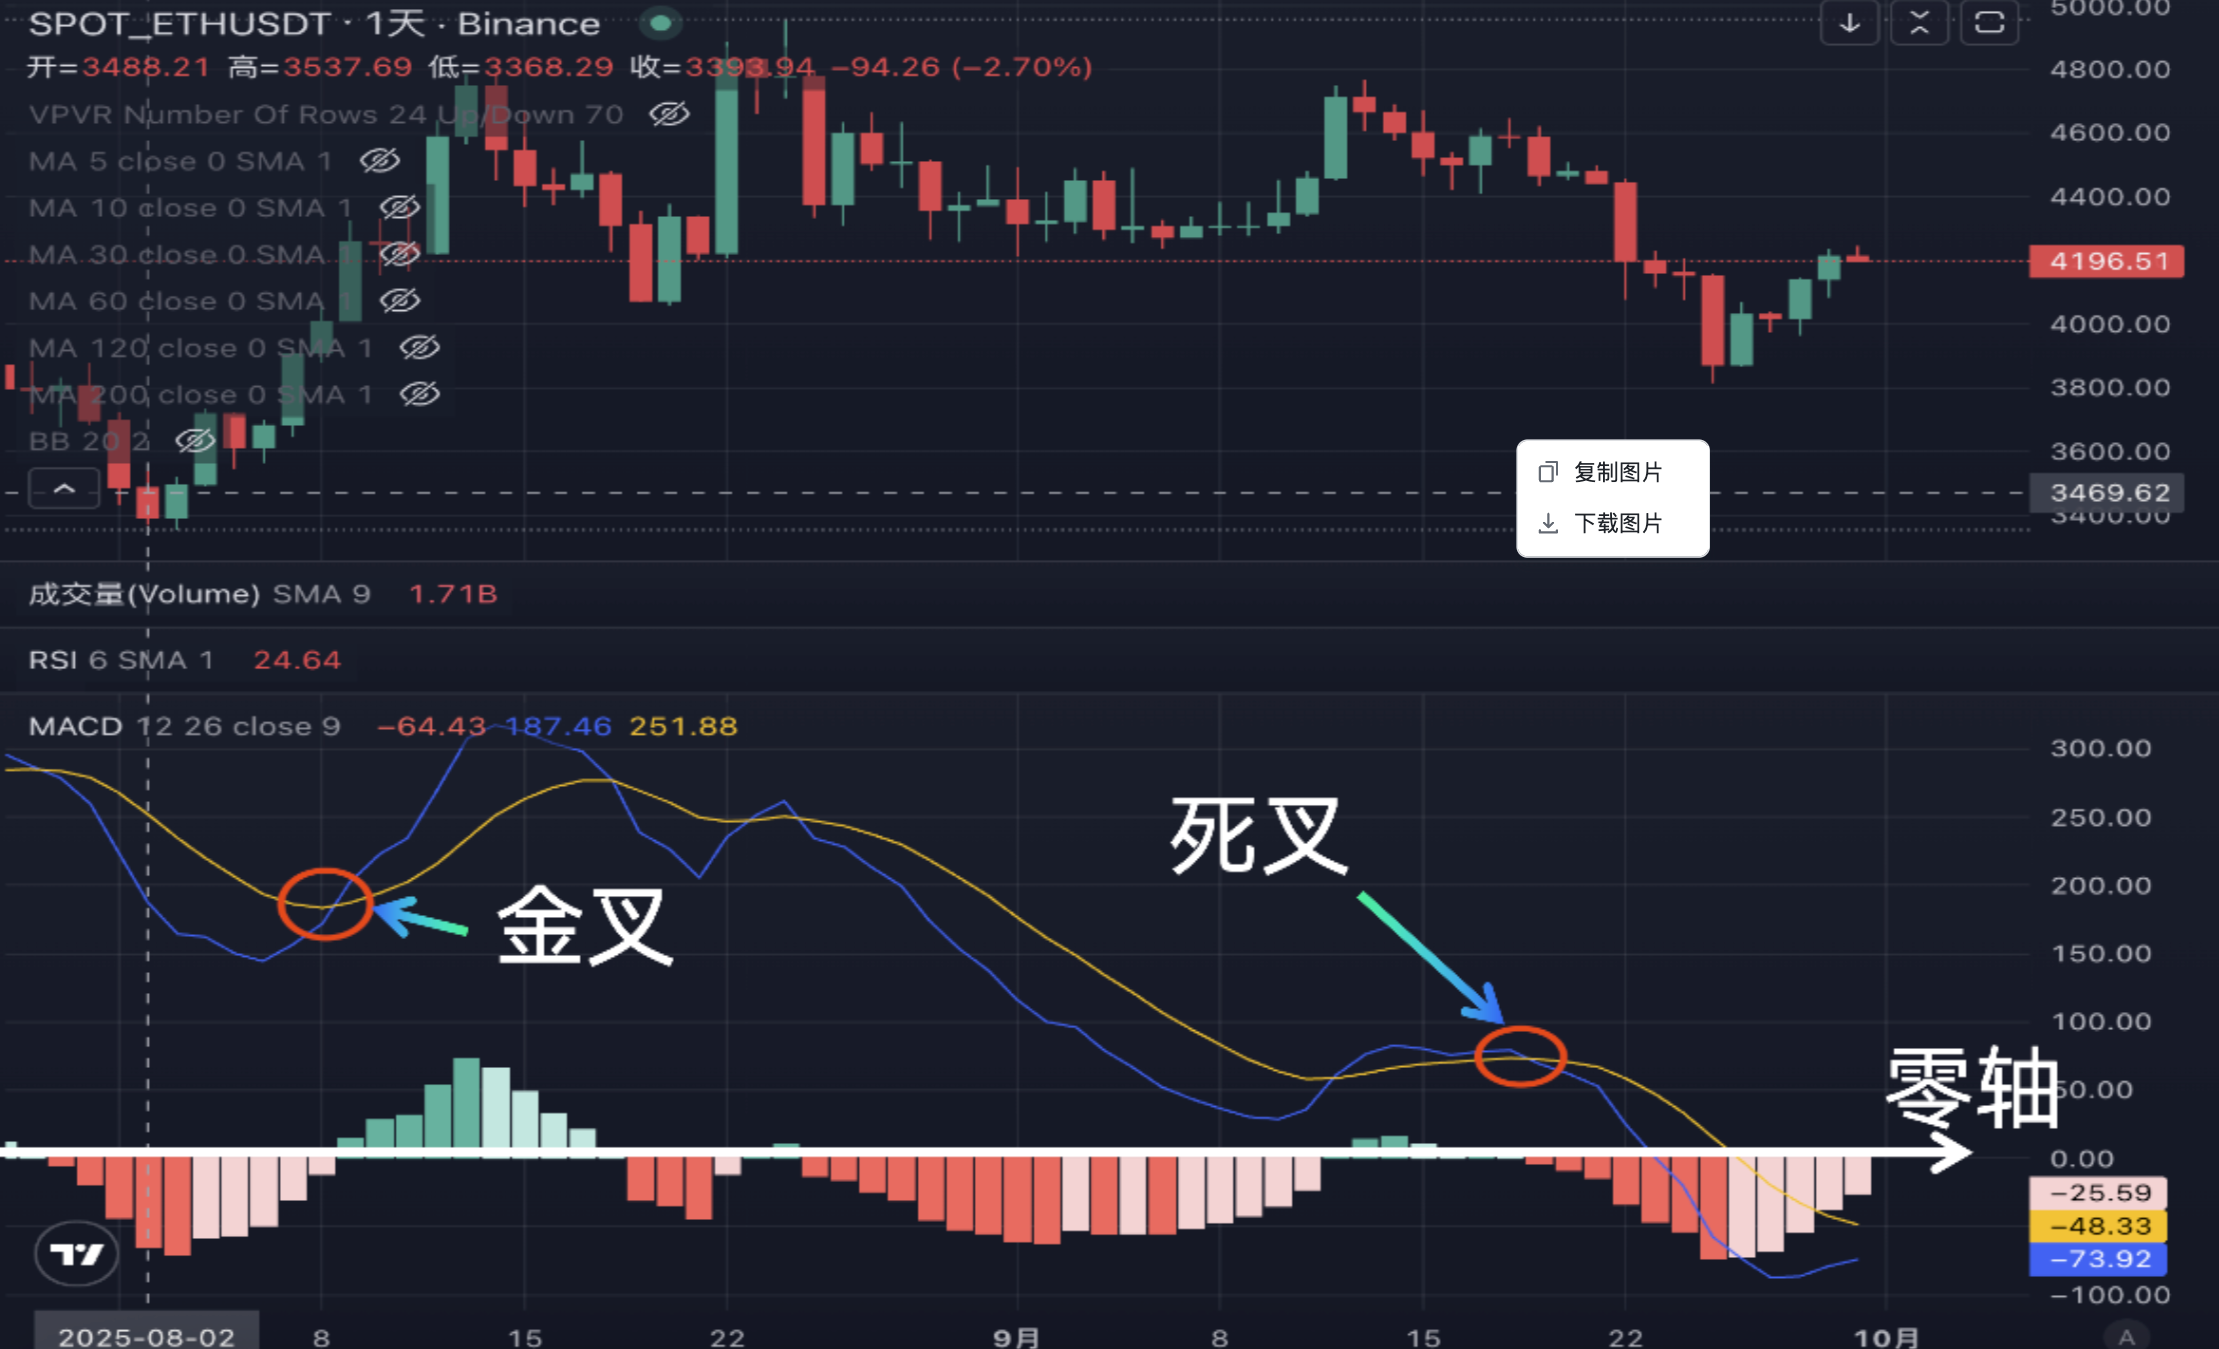 SPOT_ETHUSDT · 1天 · Binance
开=3488.21 高=3537.69 低=3368.29 收=3393.94 −94.26 (−2.70%)
VPVR Number Of Rows 24 Up/Down 70
MA 5 close 0 SMA 1
MA 10 close 0 SMA 1
MA 30 close 0 SMA 1
MA 60 close 0 SMA 1
MA 120 close 0 SMA 1
MA 200 close 0 SMA 1
BB 20 2
5000.00
4800.00
4600.00
4400.00
4196.51
4000.00
3800.00
3600.00
3469.62
3400.00
复制图片
下载图片
成交量(Volume) SMA 9 1.71B
RSI 6 SMA 1 24.64
MACD 12 26 close 9 −64.43 187.46 251.88
死叉
金叉
零轴
300.00
250.00
200.00
150.00
100.00
50.00
0.00
−25.59
−48.33
−73.92
−100.00
2025-08-02 8 15 22 9月 8 15 22 10月 A